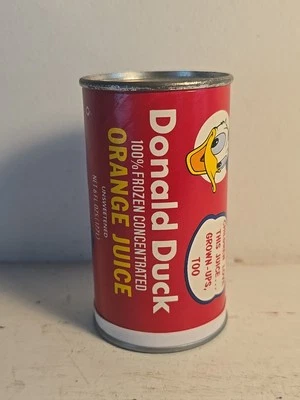 Donald Duck
100% FROZEN CONCENTRATED
ORANGE JUICE
UNSWEETENED
THIS JUICE...
GROWN-UPS,
TOO